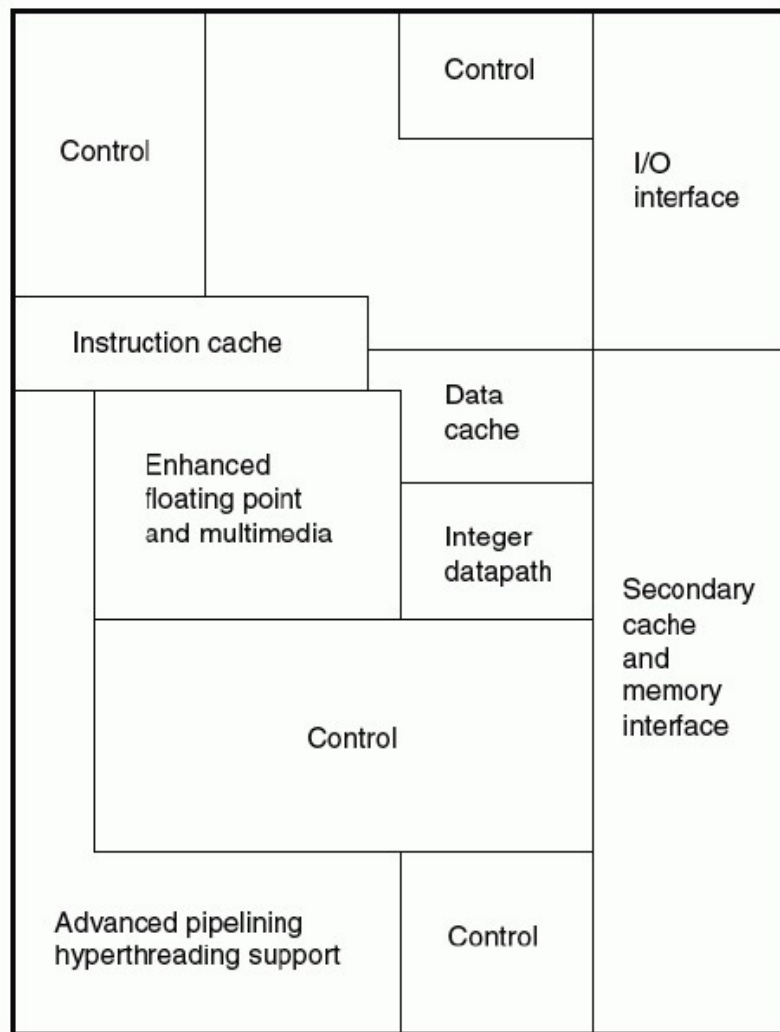 Control
Control
I/O
interface
Instruction cache
Data
cache
Enhanced
floating point
and multimedia
Integer
datapath
Secondary
cache
and
memory
interface
Control
Advanced pipelining
hyperthreading support
Control